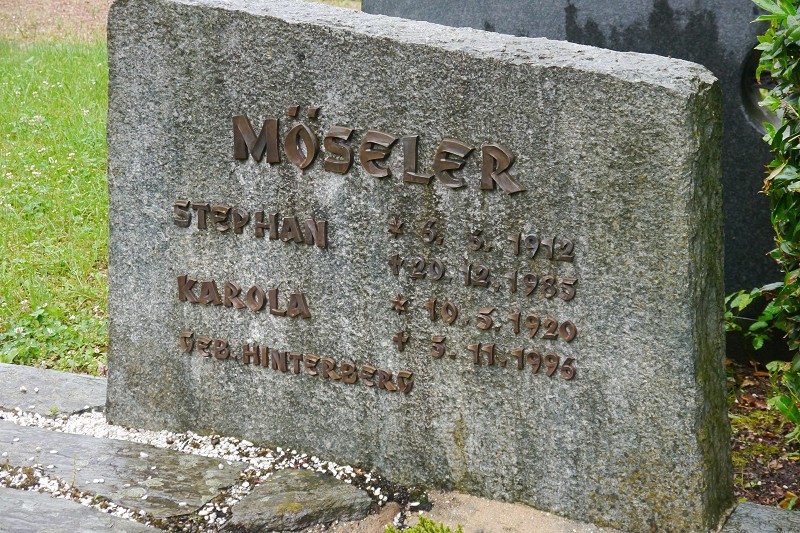 MÖSELER
STEPHAN * 6. 5. 1912
† 20. 12. 1985
KAROLA * 10. 5. 1920
† 5. 11. 1996
GEB. HINTERBERG